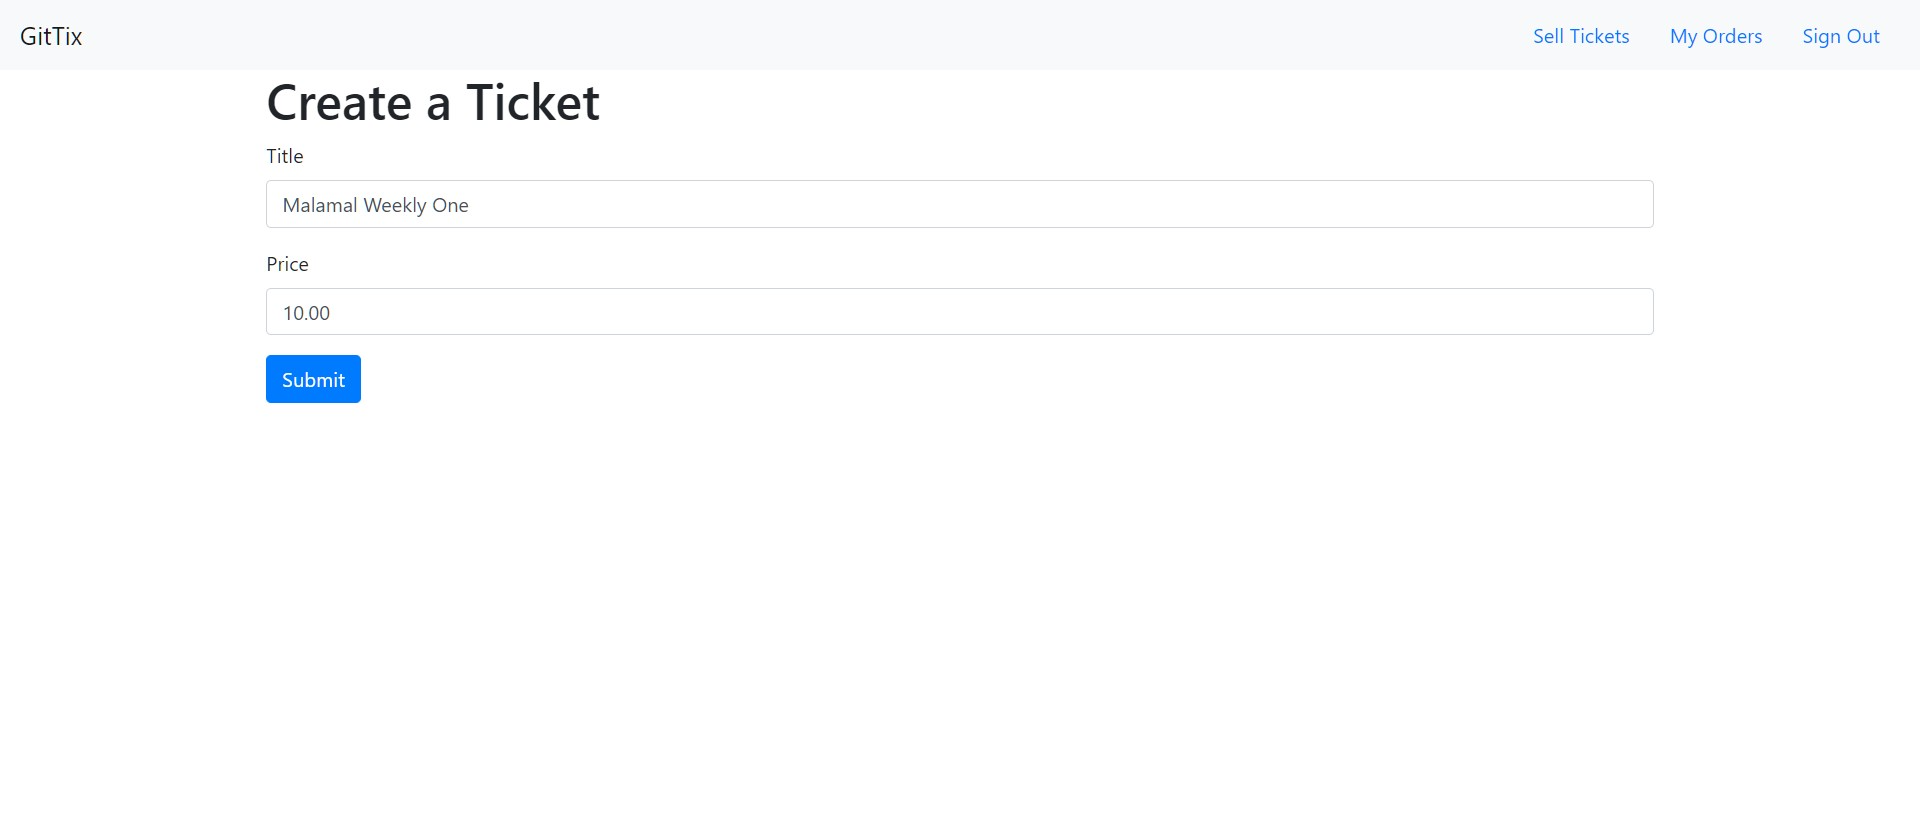 GitTix
Sell Tickets
My Orders
Sign Out
Create a Ticket
Title
Malamal Weekly One
Price
10.00
Submit